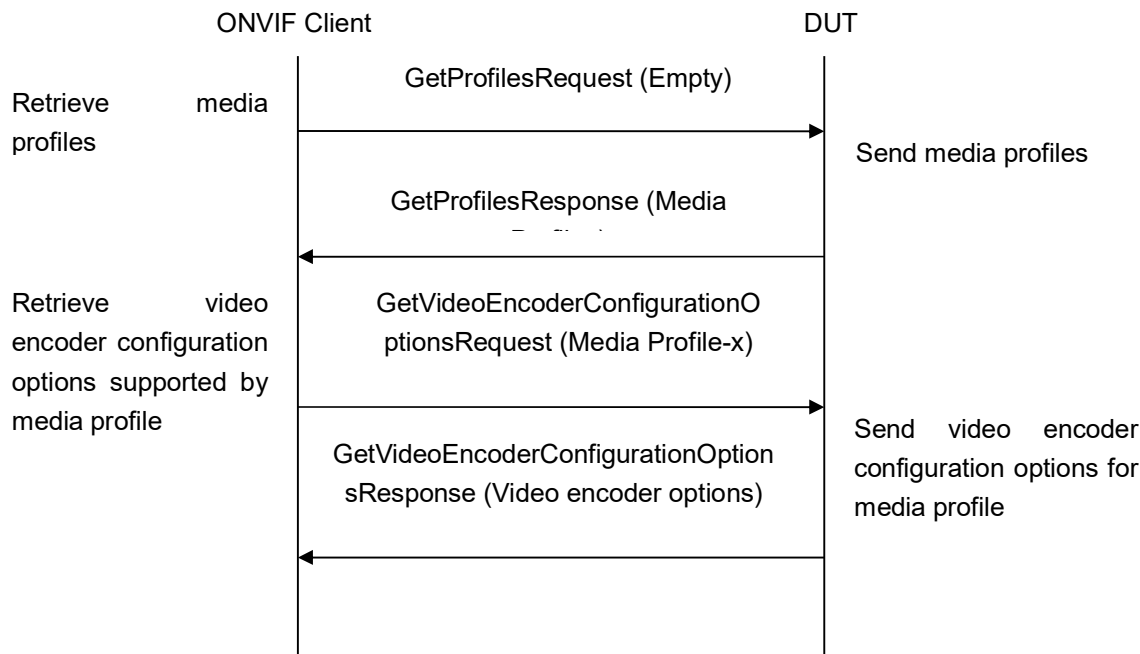 ONVIF Client
DUT
GetProfilesRequest (Empty)
Retrieve media
profiles
Send media profiles
GetProfilesResponse (Media
Retrieve video
encoder configuration
options supported by
media profile
GetVideoEncoderConfigurationO
ptionsRequest (Media Profile-x)
Send video encoder
configuration options for
media profile
GetVideoEncoderConfigurationOption
sResponse (Video encoder options)